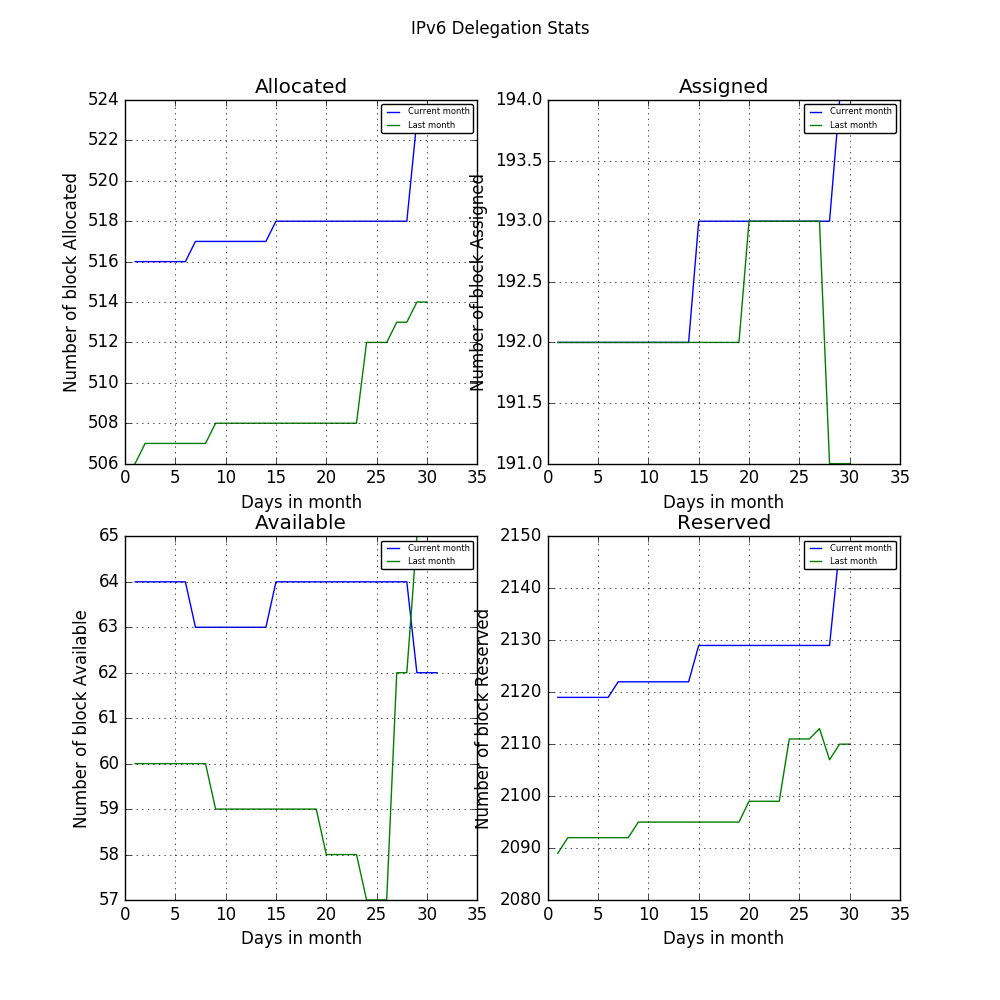 IPv6 Delegation Stats
Allocated
Number of block Allocated
524
522
520
518
516
514
512
510
508
506
Current month
Last month
0 5 10 15 20 25 30 35
Days in month
Assigned
Number of block Assigned
194.0
193.5
193.0
192.5
192.0
191.5
191.0
Current month
Last month
0 5 10 15 20 25 30 35
Days in month
Available
Number of block Available
65
64
63
62
61
60
59
58
57
Current month
Last month
0 5 10 15 20 25 30 35
Days in month
Reserved
Number of block Reserved
2150
2140
2130
2120
2110
2100
2090
2080
Current month
Last month
0 5 10 15 20 25 30 35
Days in month